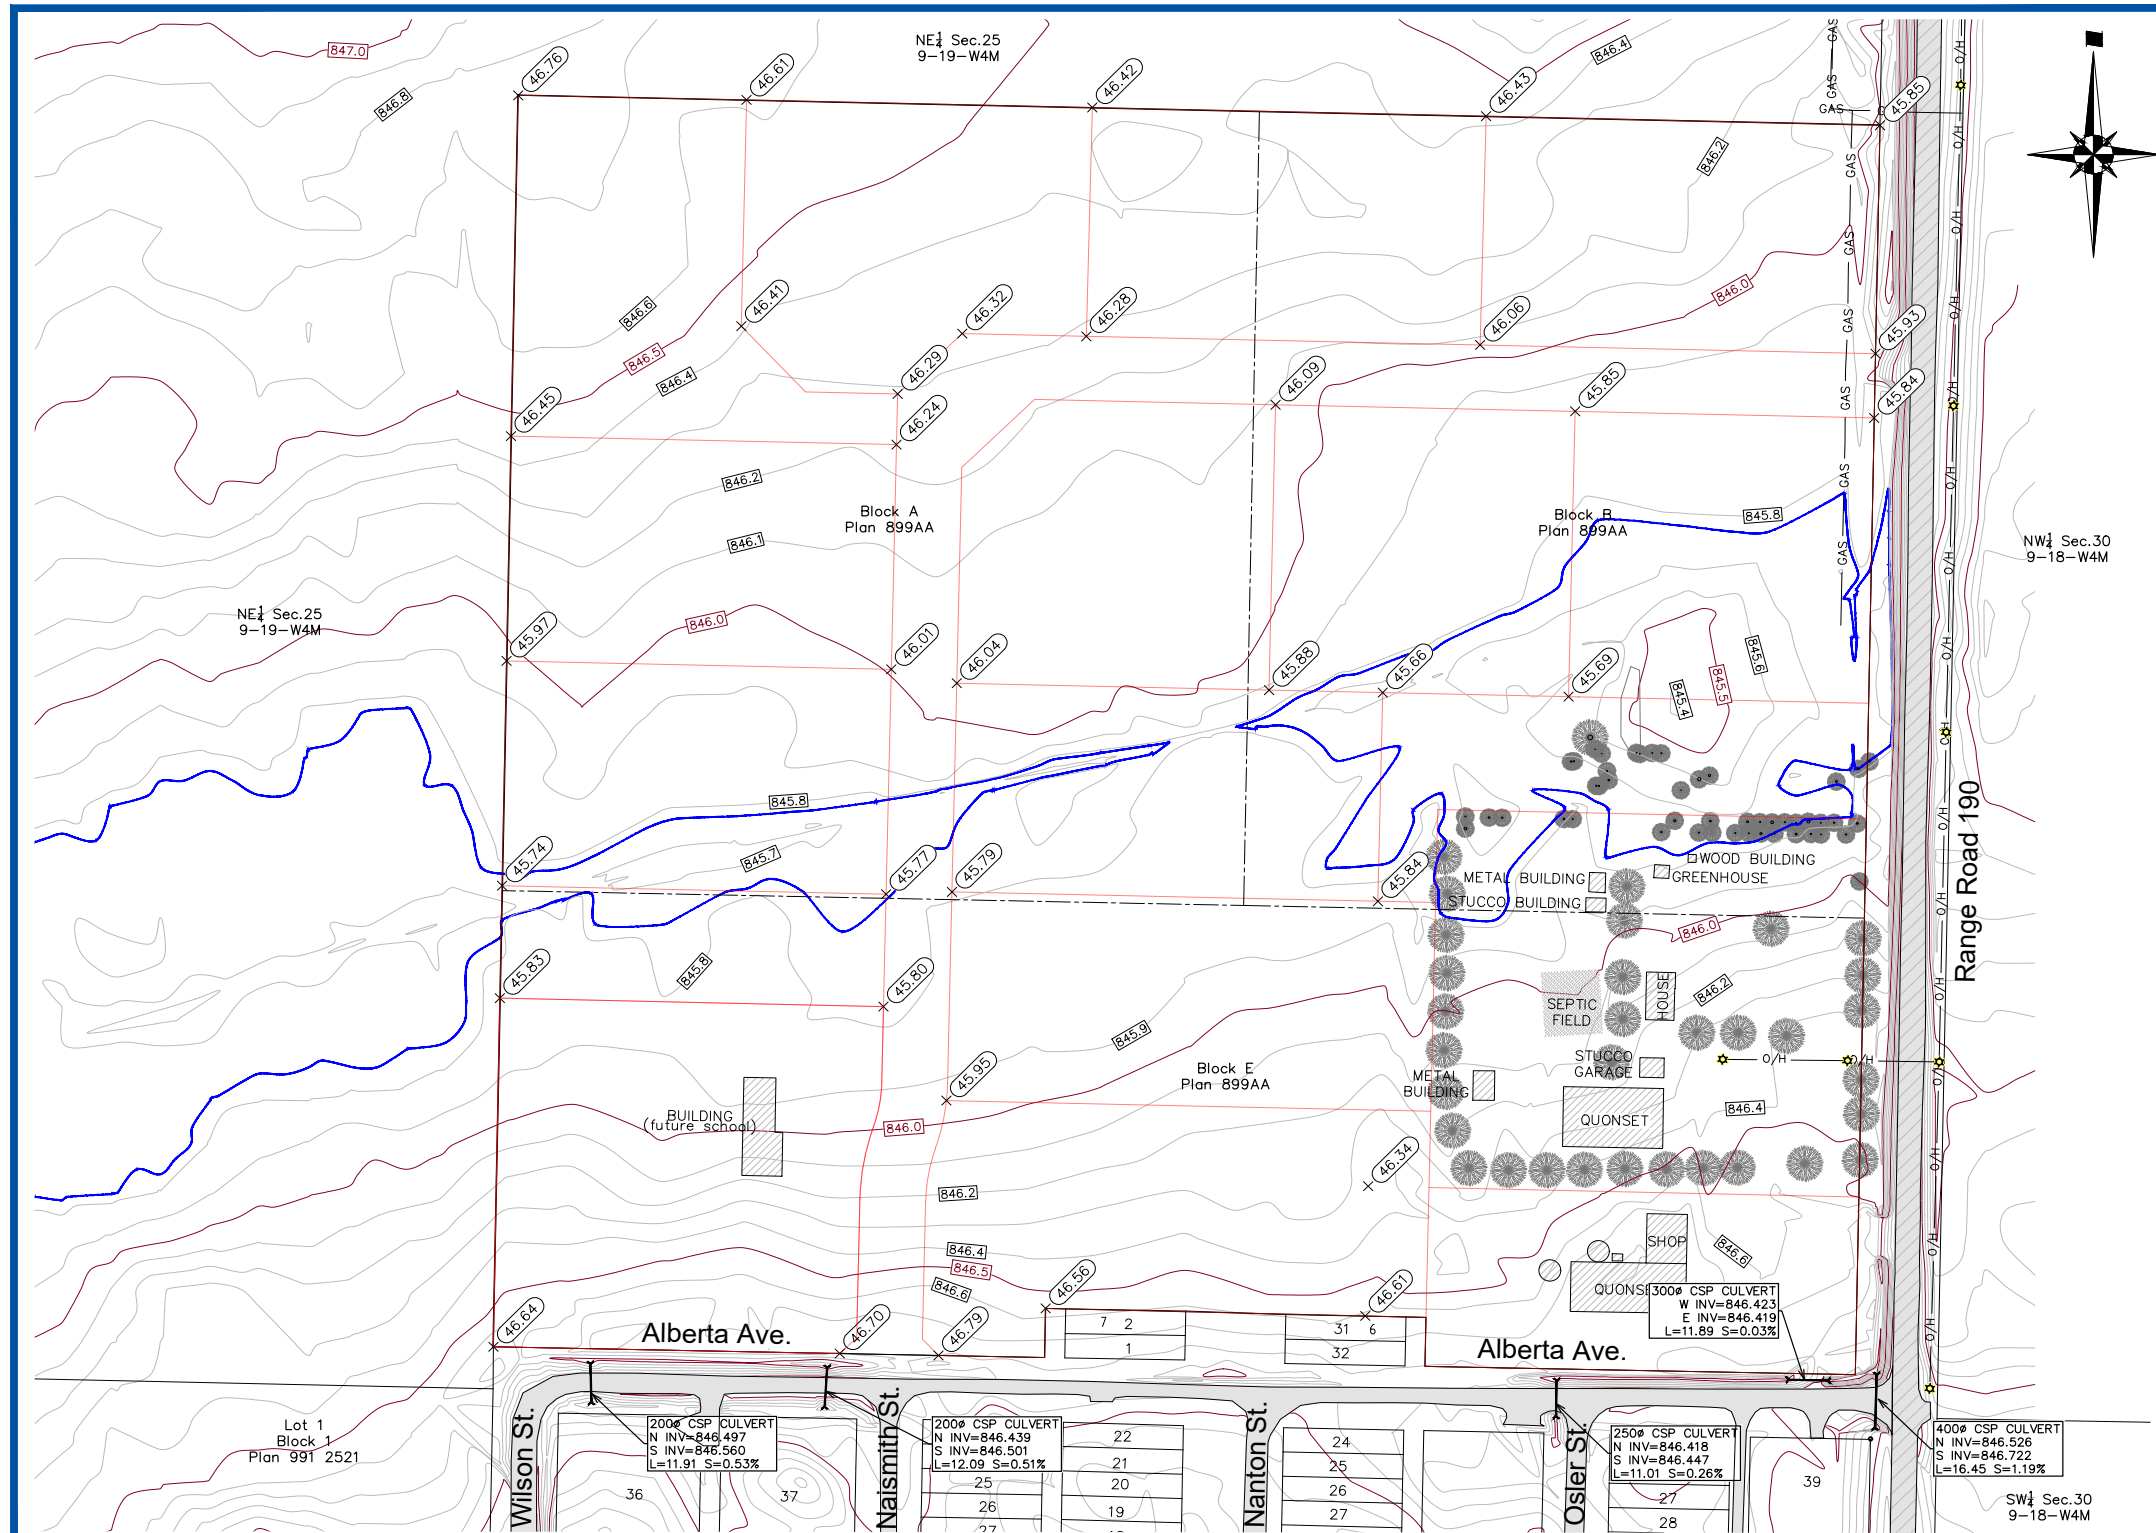 847.0
NE¼ Sec.25
9-19-W4M
846.4
GAS
O/H
46.76
46.61
46.42
46.43
45.85
846.8
GAS
GAS
O/H
846.2
GAS
O/H
GAS
846.0
46.41
46.32
46.28
46.06
45.93
846.6
GAS
O/H
846.5
846.4
46.29
46.09
45.85
45.84
46.45
46.24
GAS
O/H
846.2
GAS
O/H
Block A
Plan 899AA
Block B
Plan 899AA
845.8
846.1
GAS
O/H
NW¼ Sec.30
9-18-W4M
NE¼ Sec.25
9-19-W4M
846.0
45.97
46.01
46.04
45.88
45.66
45.69
845.6
845.5
845.4
O/H
O/H
845.8
Range Road 190
O/H
845.7
45.74
45.77
45.79
45.84
WOOD BUILDING
METAL BUILDING
GREENHOUSE
STUCCO BUILDING
O/H
846.0
45.83
845.8
45.80
SEPTIC
FIELD
HOUSE
846.2
O/H
845.9
Block E
Plan 899AA
45.95
STUCCO
GARAGE
O/H
O/H
O/H
METAL
BUILDING
846.4
BUILDING
(future school)
846.0
QUONSET
O/H
46.34
846.2
846.4
846.5
846.6
SHOP
846.6
O/H
QUONSET
46.64
46.70
46.79
46.56
46.61
300ø CSP CULVERT
W INV=846.423
E INV=846.419
L=11.89 S=0.03%
O/H
Alberta Ave.
7 2
1
31 6
32
Alberta Ave.
Lot 1
Block 1
Plan 991 2521
Wilson St.
200ø CSP CULVERT
N INV=846.497
S INV=846.560
L=11.91 S=0.53%
Naismith St.
200ø CSP CULVERT
N INV=846.439
S INV=846.501
L=12.09 S=0.51%
Nanton St.
Osler St.
250ø CSP CULVERT
N INV=846.418
S INV=846.447
L=11.01 S=0.26%
400ø CSP CULVERT
N INV=846.526
S INV=846.722
L=16.45 S=1.19%
36
37
25
26
27
22
21
20
19
24
25
26
27
27
28
39
SW¼ Sec.30
9-18-W4M